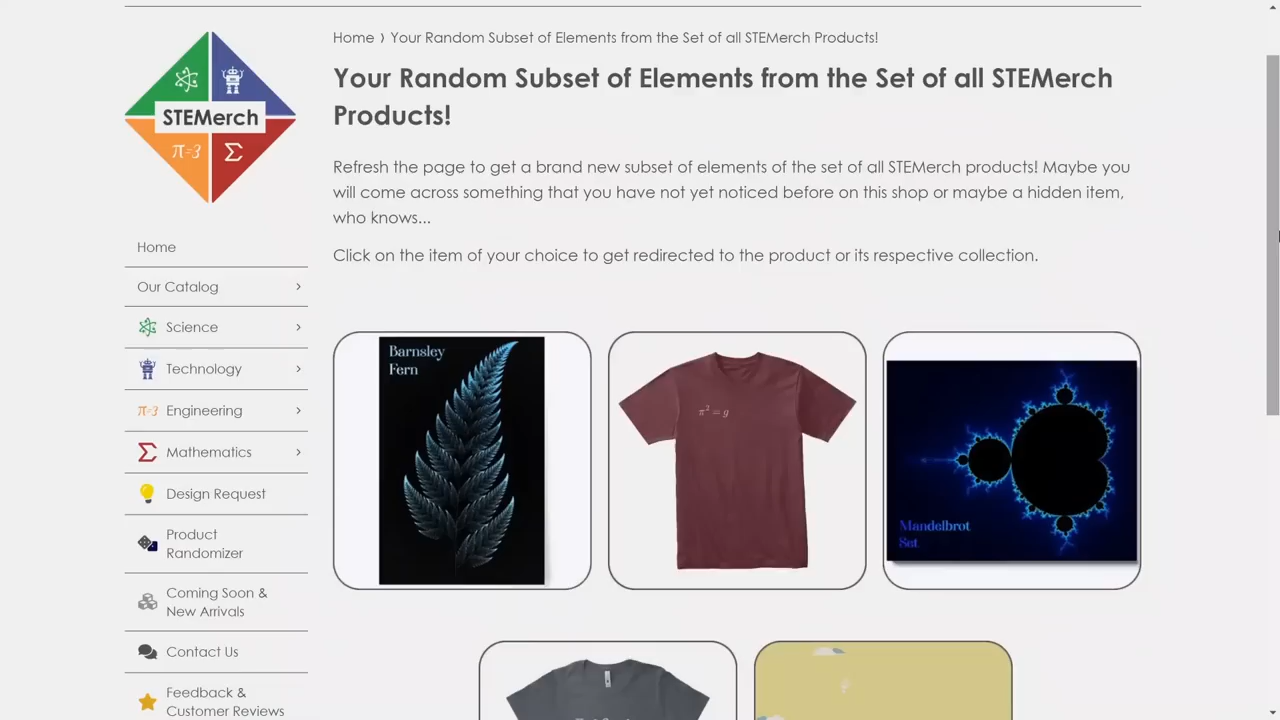 Home › Your Random Subset of Elements from the Set of all STEMerch Products!
STEMerch
π=3
Σ
Your Random Subset of Elements from the Set of all STEMerch
Products!
Refresh the page to get a brand new subset of elements of the set of all STEMerch products! Maybe you
will come across something that you have not yet noticed before on this shop or maybe a hidden item,
who knows...
Click on the item of your choice to get redirected to the product or its respective collection.
Home
Our Catalog
Science
Technology
π=3 Engineering
Σ Mathematics
Design Request
Product
Randomizer
Coming Soon &
New Arrivals
Contact Us
Feedback &
Customer Reviews
Barnsley
Fern
π² = g
Mandelbrot
Set